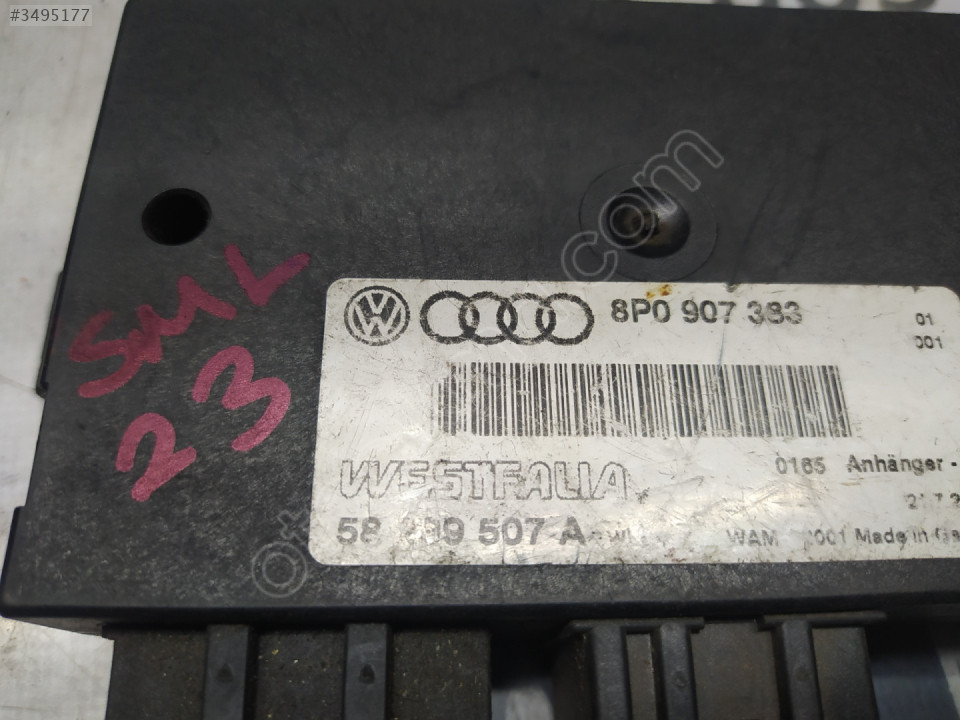 #3495177
SML
23
8P0 907 383
01
001
WESTFALIA
0165 Anhänger -
507 A
WAM
Made in